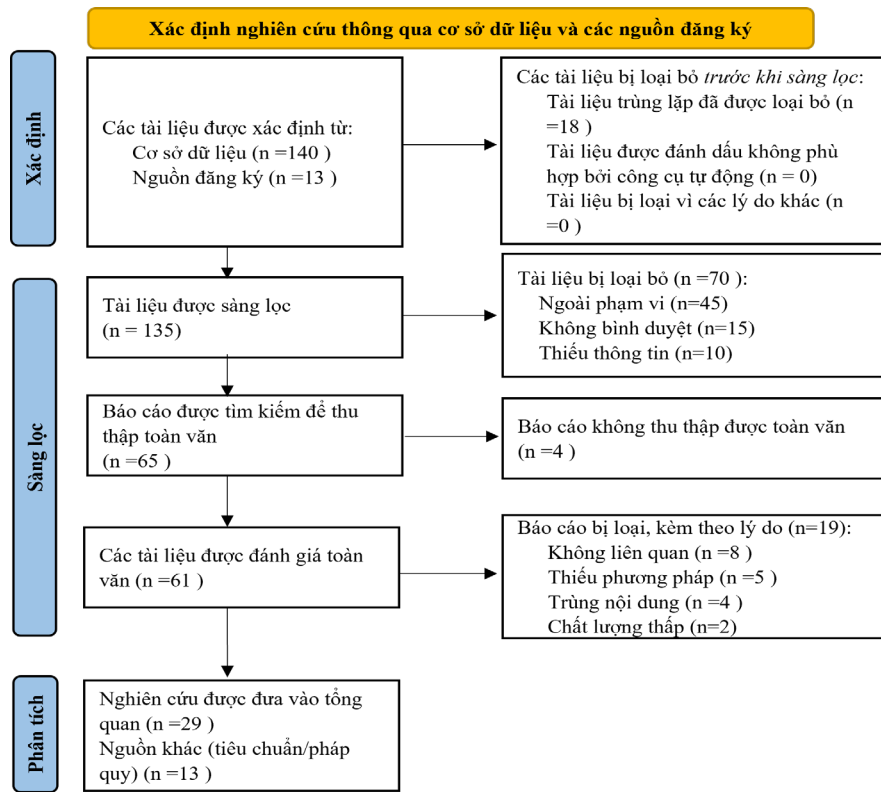 Xác định nghiên cứu thông qua cơ sở dữ liệu và các nguồn đăng ký
Xác định
Các tài liệu được xác định từ:
Cơ sở dữ liệu (n =140 )
Nguồn đăng ký (n =13 )
Các tài liệu bị loại bỏ trước khi sàng lọc:
Tài liệu trùng lặp đã được loại bỏ (n
=18 )
Tài liệu được đánh dấu không phù
hợp bởi công cụ tự động (n = 0)
Tài liệu bị loại vì các lý do khác (n
=0 )
Sàng lọc
Tài liệu được sàng lọc
(n = 135)
Tài liệu bị loại bỏ (n =70 ):
Ngoài phạm vi (n=45)
Không bình duyệt (n=15)
Thiếu thông tin (n=10)
Báo cáo được tìm kiếm để thu
thập toàn văn
(n =65 )
Báo cáo không thu thập được toàn văn
(n =4 )
Các tài liệu được đánh giá toàn
văn (n =61 )
Báo cáo bị loại, kèm theo lý do (n=19):
Không liên quan (n =8 )
Thiếu phương pháp (n =5 )
Trùng nội dung (n =4 )
Chất lượng thấp (n=2)
Phân tích
Nghiên cứu được đưa vào tổng
quan (n =29 )
Nguồn khác (tiêu chuẩn/pháp
quy) (n =13 )